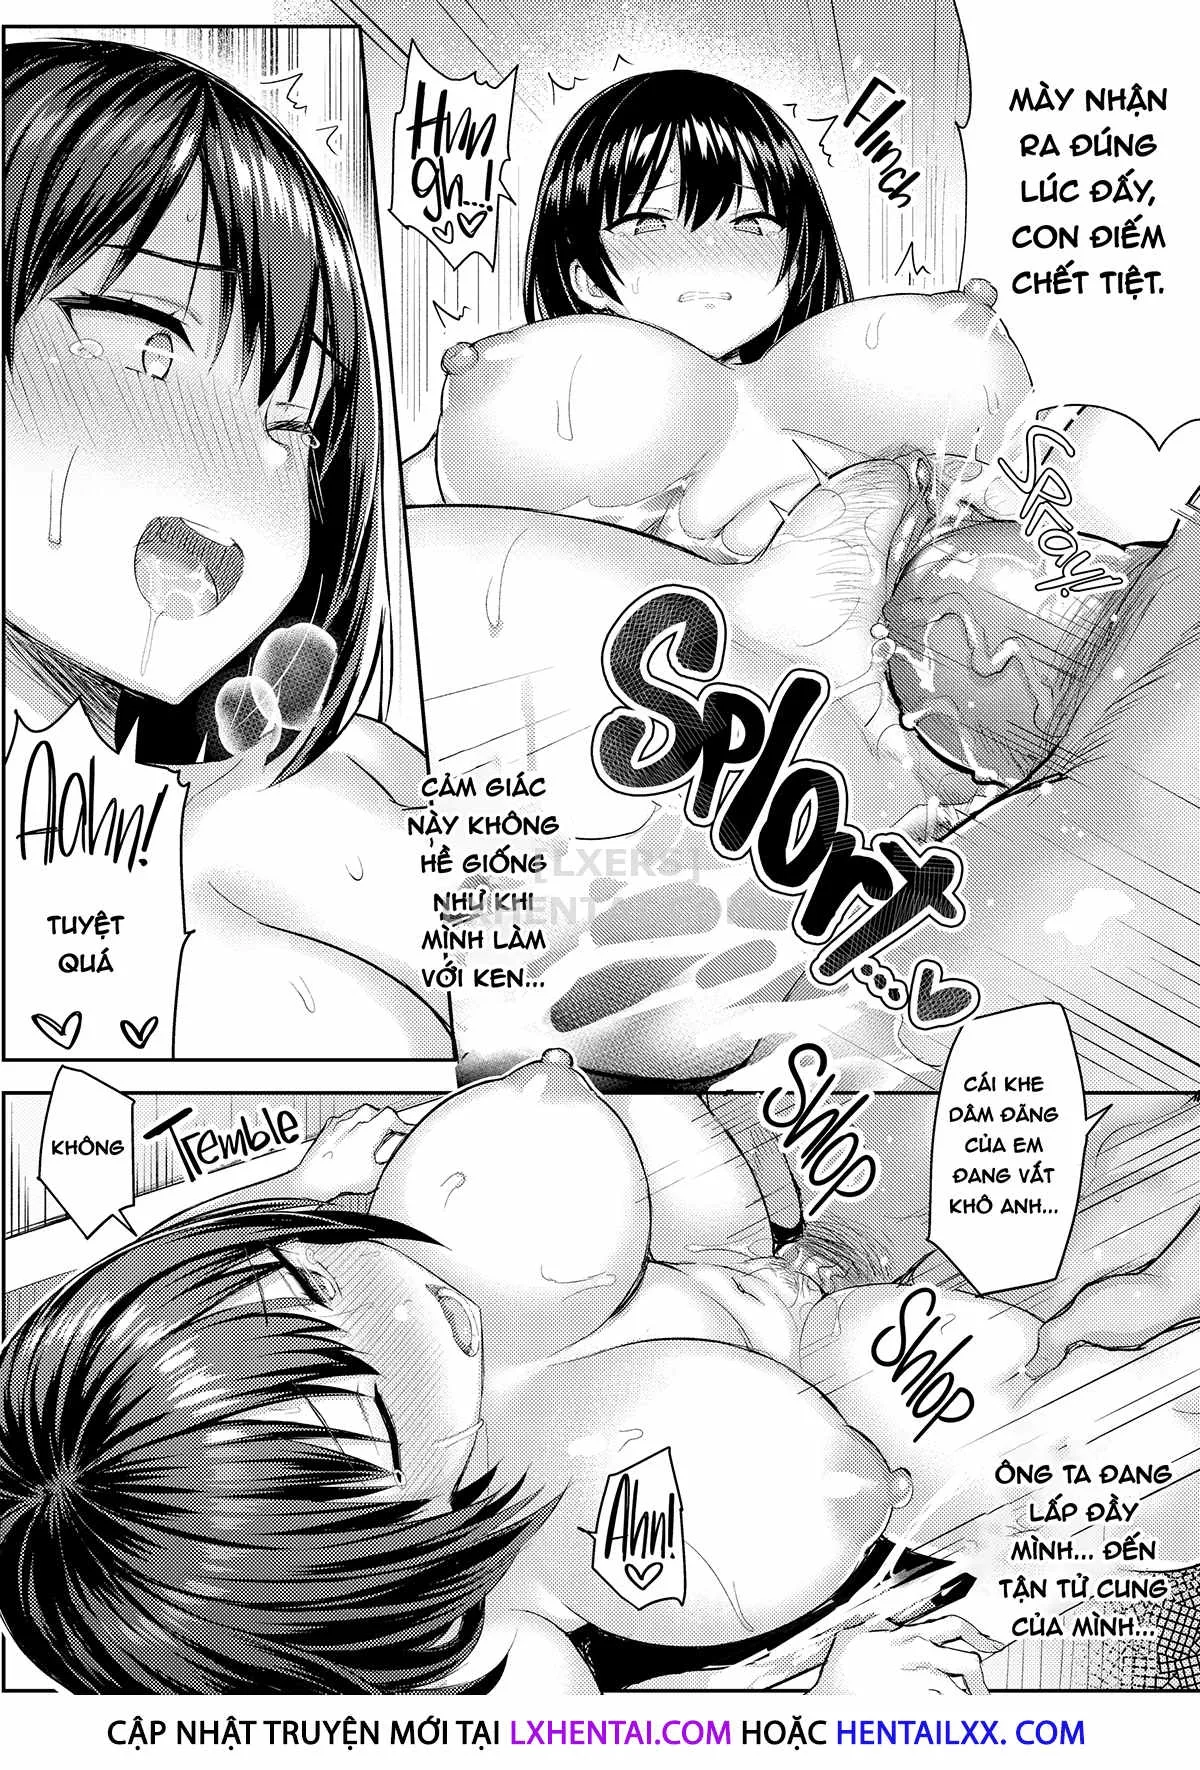 MÀY NHẬN
RA ĐÚNG
LÚC ĐẤY,
CON ĐIẾM
CHẾT TIỆT.
Flinch
Hnn
gh...!
Spray!
Splort...
CẢM GIÁC
NÀY KHÔNG
HỀ GIỐNG
NHƯ KHI
MÌNH LÀM
VỚI KEN...
[LXERS]
Aahn!
TUYỆT
QUÁ
CÁI KHE
DÂM ĐÃNG
CỦA EM
ĐANG VẮT
KHÔ ANH...
Shlop
Shlop
Tremble
KHÔNG
Ahn!
ÔNG TA ĐANG
LẤP ĐẦY
MÌNH... ĐẾN
TẬN TỬ CUNG
CỦA MÌNH...
CẬP NHẬT TRUYỆN MỚI TẠI LXHENTAI.COM HOẶC HENTAILXX. COM